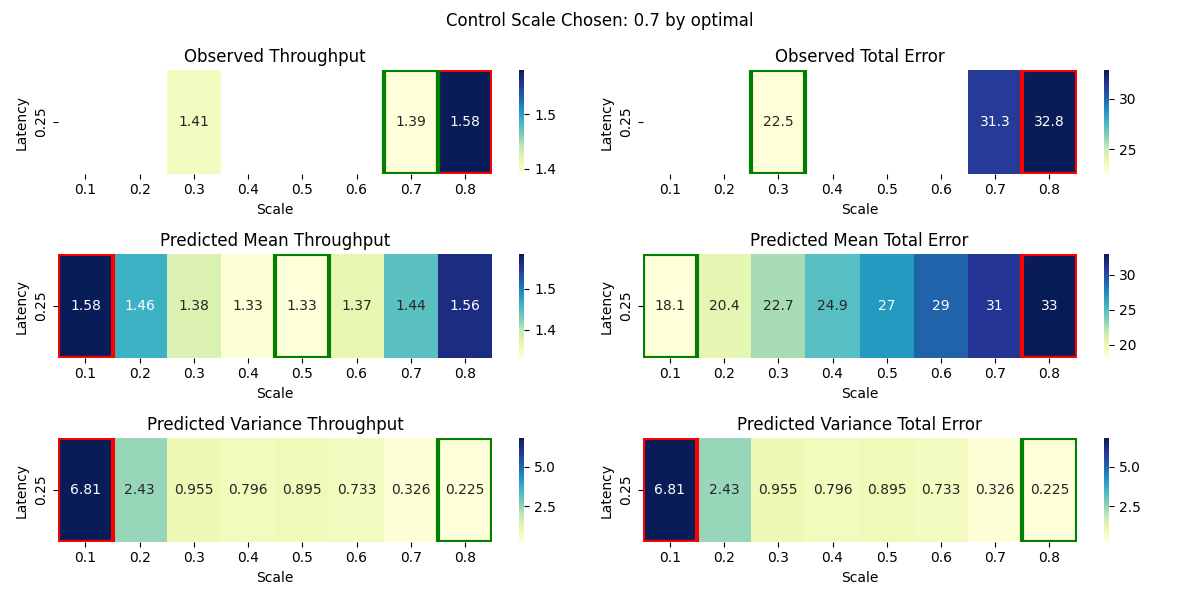 Control Scale Chosen: 0.7 by optimal
Observed Throughput
Latency
0.25
1.41
1.39
1.58
0.1 0.2 0.3 0.4 0.5 0.6 0.7 0.8
Scale
1.5
1.4
Observed Total Error
Latency
0.25
22.5
31.3
32.8
0.1 0.2 0.3 0.4 0.5 0.6 0.7 0.8
Scale
30
25
Predicted Mean Throughput
Latency
0.25
1.58 1.46 1.38 1.33 1.33 1.37 1.44 1.56
0.1 0.2 0.3 0.4 0.5 0.6 0.7 0.8
Scale
1.5
1.4
Predicted Mean Total Error
Latency
0.25
18.1 20.4 22.7 24.9 27 29 31 33
0.1 0.2 0.3 0.4 0.5 0.6 0.7 0.8
Scale
30
25
20
Predicted Variance Throughput
Latency
0.25
6.81 2.43 0.955 0.796 0.895 0.733 0.326 0.225
0.1 0.2 0.3 0.4 0.5 0.6 0.7 0.8
Scale
5.0
2.5
Predicted Variance Total Error
Latency
0.25
6.81 2.43 0.955 0.796 0.895 0.733 0.326 0.225
0.1 0.2 0.3 0.4 0.5 0.6 0.7 0.8
Scale
5.0
2.5